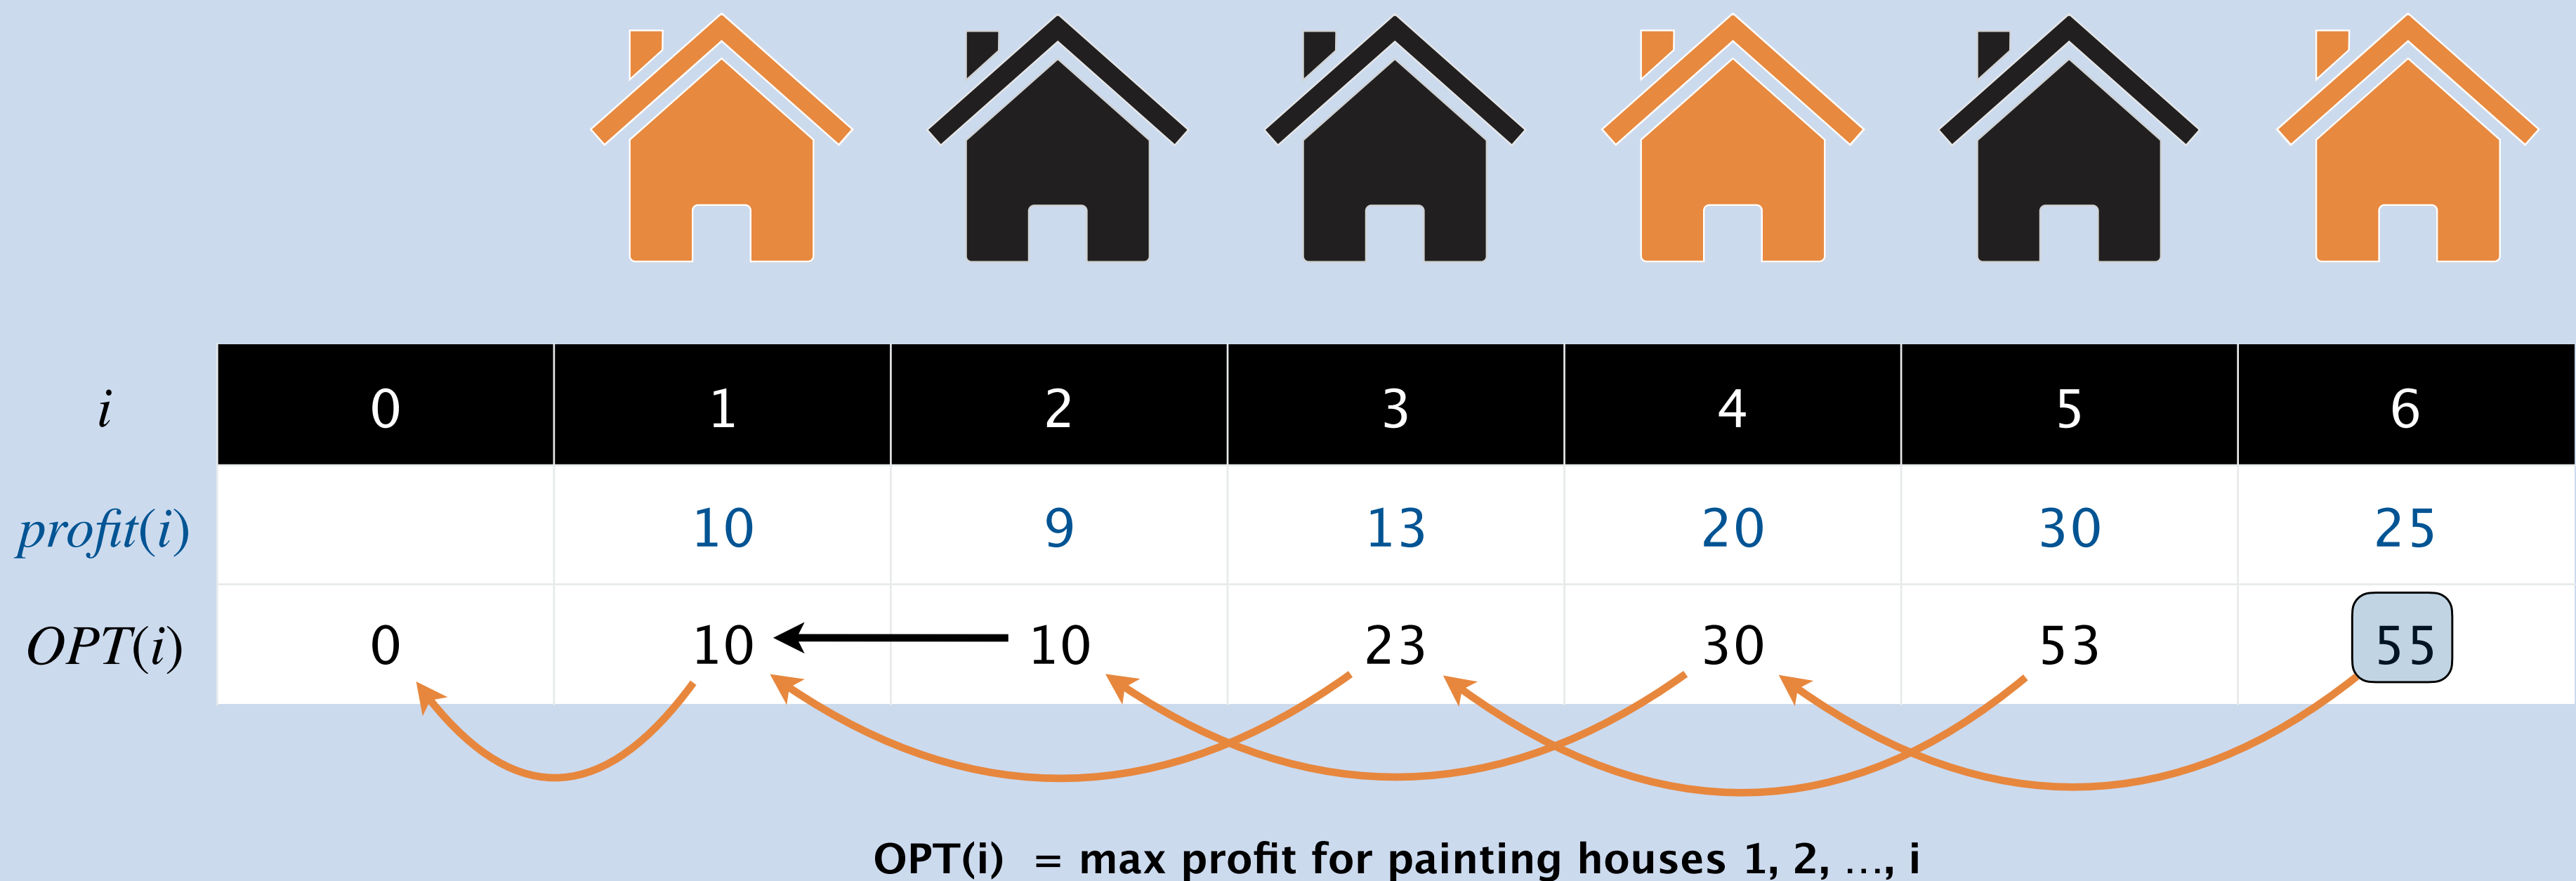 i 0 1 2 3 4 5 6
profit(i) 10 9 13 20 30 25
OPT(i) 0 10 10 23 30 53 55
OPT(i) = max profit for painting houses 1, 2, …, i